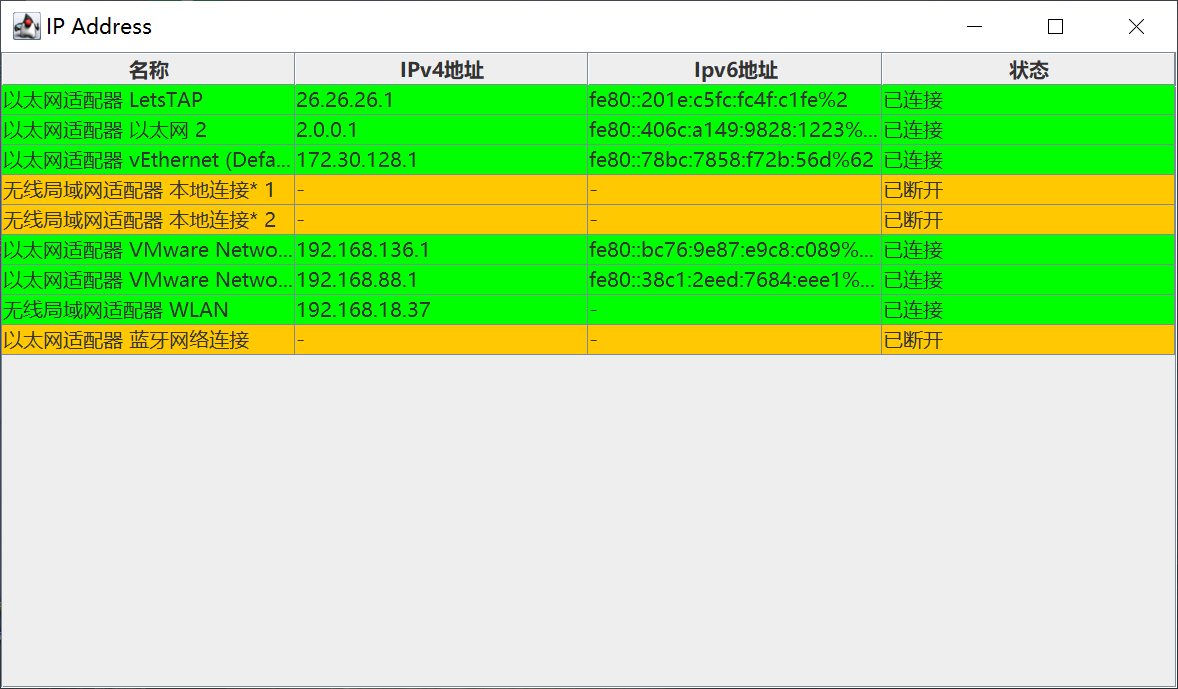 IP Address
名称 IPv4地址 Ipv6地址 状态
以太网适配器 LetsTAP 26.26.26.1 fe80::201e:c5fc:fc4f:c1fe%2 已连接
以太网适配器 以太网 2 2.0.0.1 fe80::406c:a149:9828:1223%... 已连接
以太网适配器 vEthernet (Defa... 172.30.128.1 fe80::78bc:7858:f72b:56d%62 已连接
无线局域网适配器 本地连接* 1 - - 已断开
无线局域网适配器 本地连接* 2 - - 已断开
以太网适配器 VMware Netwo... 192.168.136.1 fe80::bc76:9e87:e9c8:c089%... 已连接
以太网适配器 VMware Netwo... 192.168.88.1 fe80::38c1:2eed:7684:eee1%... 已连接
无线局域网适配器 WLAN 192.168.18.37 - 已连接
以太网适配器 蓝牙网络连接 - - 已断开